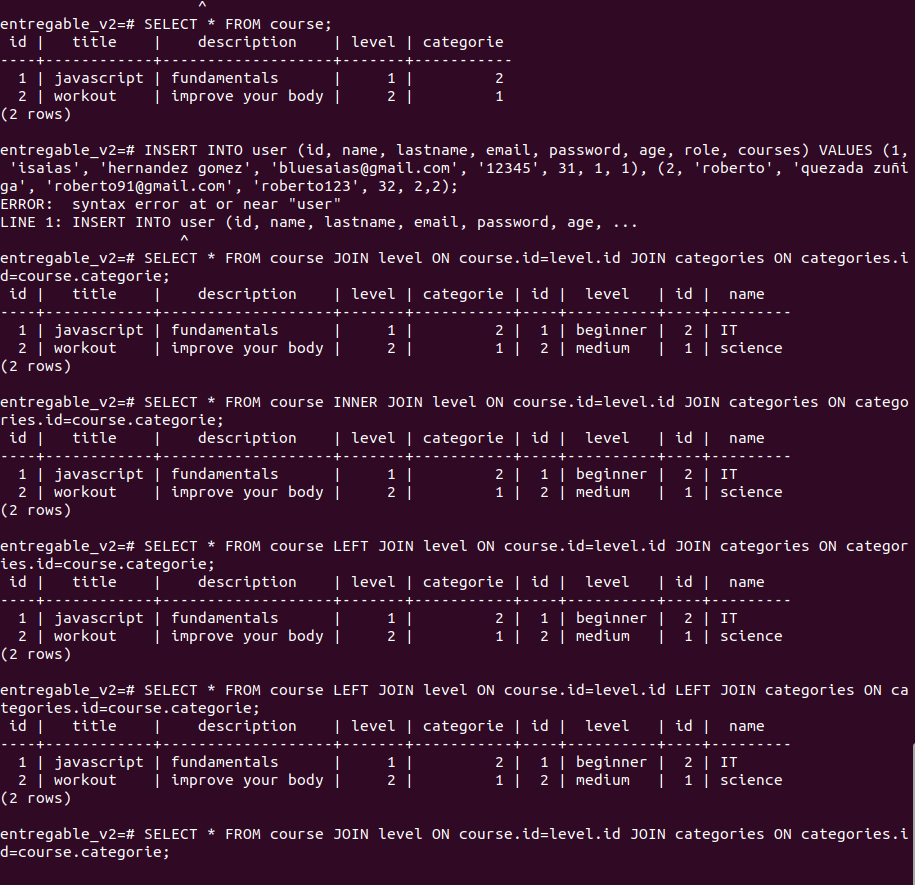 ^
entregable_v2=# SELECT * FROM course;
 id |   title    |    description    | level | categorie
----+------------+-------------------+-------+-----------
  1 | javascript | fundamentals      |     1 |         2
  2 | workout    | improve your body |     2 |         1
(2 rows)
entregable_v2=# INSERT INTO user (id, name, lastname, email, password, age, role, courses) VALUES (1,
 'isaias', 'hernandez gomez', 'bluesaias@gmail.com', '12345', 31, 1, 1), (2, 'roberto', 'quezada zuñi
ga', 'roberto91@gmail.com', 'roberto123', 32, 2,2);
ERROR:  syntax error at or near "user"
LINE 1: INSERT INTO user (id, name, lastname, email, password, age, ...
                    ^
entregable_v2=# SELECT * FROM course JOIN level ON course.id=level.id JOIN categories ON categories.i
d=course.categorie;
 id |   title    |    description    | level | categorie | id |  level   | id |  name
----+------------+-------------------+-------+-----------+----+----------+----+---------
  1 | javascript | fundamentals      |     1 |         2 |  1 | beginner |  2 | IT
  2 | workout    | improve your body |     2 |         1 |  2 | medium   |  1 | science
(2 rows)
entregable_v2=# SELECT * FROM course INNER JOIN level ON course.id=level.id JOIN categories ON catego
ries.id=course.categorie;
 id |   title    |    description    | level | categorie | id |  level   | id |  name
----+------------+-------------------+-------+-----------+----+----------+----+---------
  1 | javascript | fundamentals      |     1 |         2 |  1 | beginner |  2 | IT
  2 | workout    | improve your body |     2 |         1 |  2 | medium   |  1 | science
(2 rows)
entregable_v2=# SELECT * FROM course LEFT JOIN level ON course.id=level.id JOIN categories ON categor
ies.id=course.categorie;
 id |   title    |    description    | level | categorie | id |  level   | id |  name
----+------------+-------------------+-------+-----------+----+----------+----+---------
  1 | javascript | fundamentals      |     1 |         2 |  1 | beginner |  2 | IT
  2 | workout    | improve your body |     2 |         1 |  2 | medium   |  1 | science
(2 rows)
entregable_v2=# SELECT * FROM course LEFT JOIN level ON course.id=level.id LEFT JOIN categories ON ca
tegories.id=course.categorie;
 id |   title    |    description    | level | categorie | id |  level   | id |  name
----+------------+-------------------+-------+-----------+----+----------+----+---------
  1 | javascript | fundamentals      |     1 |         2 |  1 | beginner |  2 | IT
  2 | workout    | improve your body |     2 |         1 |  2 | medium   |  1 | science
(2 rows)
entregable_v2=# SELECT * FROM course JOIN level ON course.id=level.id JOIN categories ON categories.i
d=course.categorie;